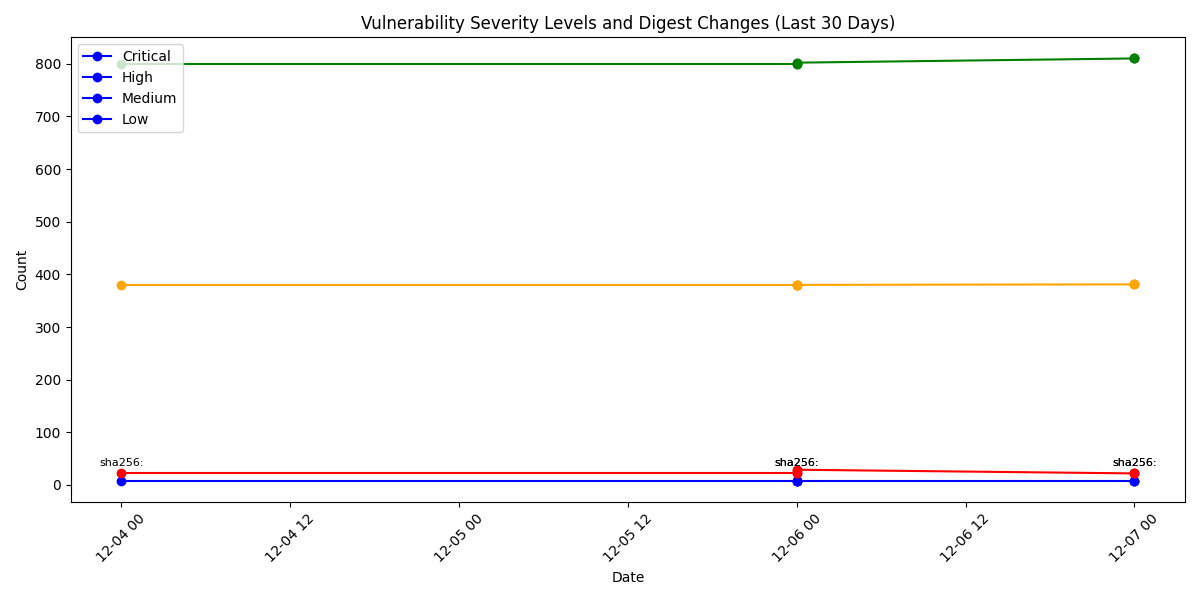 Vulnerability Severity Levels and Digest Changes (Last 30 Days)
Critical
High
Medium
Low
Count
800
700
600
500
400
300
200
100
0
sha256:
sha256:
sha256:
12-04 00
12-04 12
12-05 00
12-05 12
12-06 00
12-06 12
12-07 00
Date